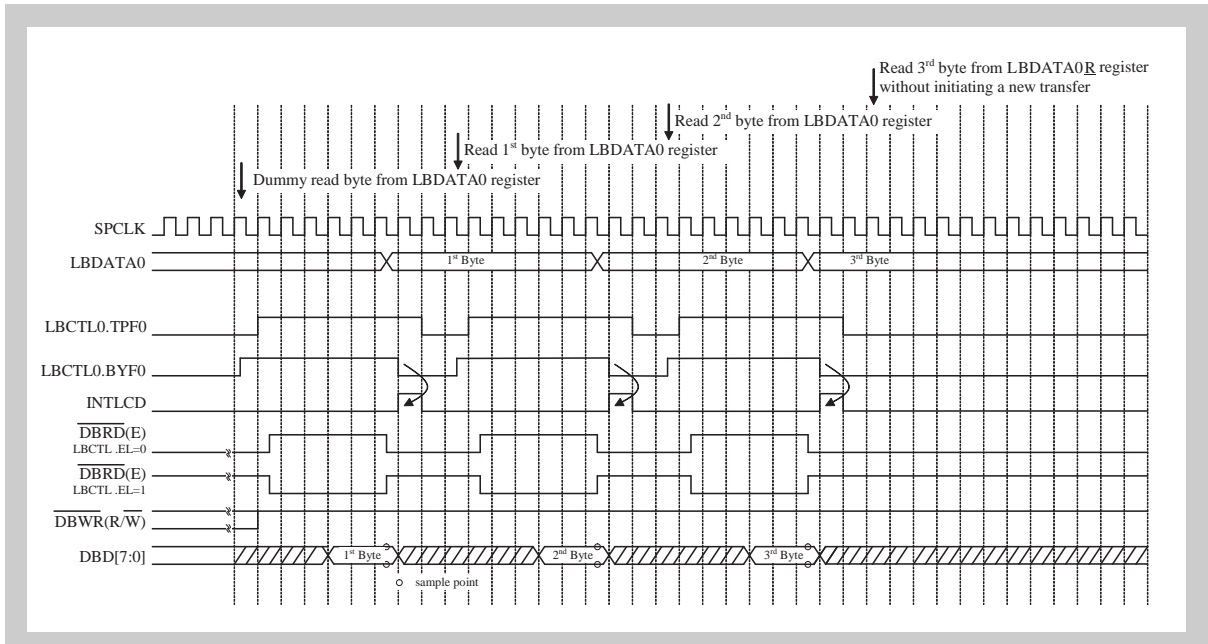 Read 3rd byte from LBDATA0R register
without initiating a new transfer
Read 2nd byte from LBDATA0 register
Read 1st byte from LBDATA0 register
Dummy read byte from LBDATA0 register
SPCLK
LBDATA0
1st Byte
2nd Byte
3rd Byte
LBCTL0.TPF0
LBCTL0.BYF0
INTLCD
DBRD(E)
LBCTL .EL=0
DBRD(E)
LBCTL .EL=1
DBWR(R/W)
DBD[7:0]
1st Byte
2nd Byte
3rd Byte
sample point